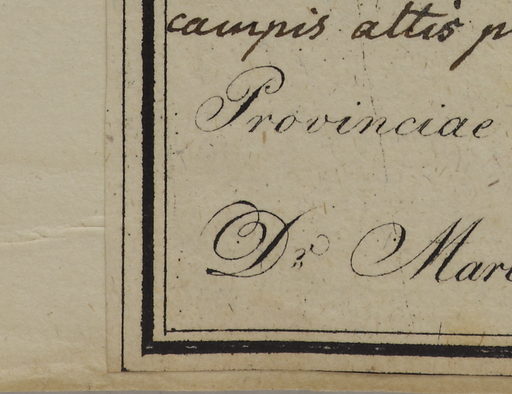 campis altis p
Provinciae
Dr Mar